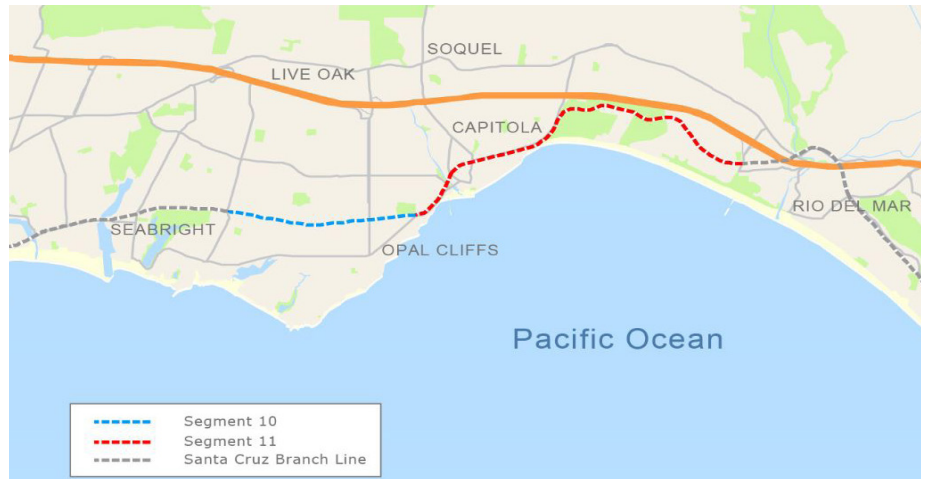 SOQUEL
LIVE OAK
CAPITOLA
RIO DEL MAR
SEABRIGHT
OPAL CLIFFS
Pacific Ocean
Segment 10
Segment 11
Santa Cruz Branch Line